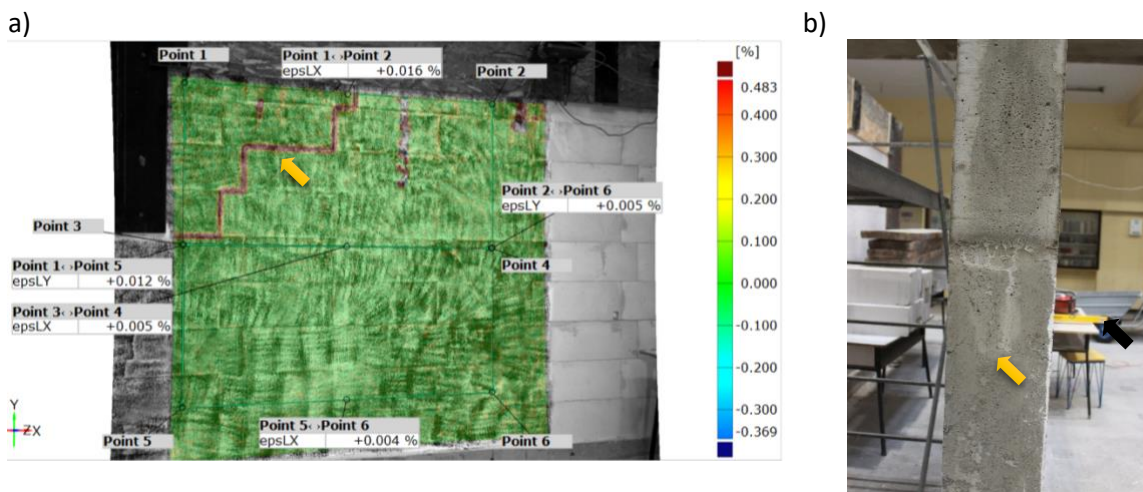 a)
b)
Point 1
Point 1‹ ›Point 2
epsLX +0.016 %
Point 2
[%]
0.483
0.400
0.300
0.200
0.100
0.000
-0.100
-0.200
-0.300
-0.369
Point 2‹ ›Point 6
epsLY +0.005 %
Point 3
Point 4
Point 1‹ ›Point 5
epsLY +0.012 %
Point 3‹ ›Point 4
epsLX +0.005 %
Y
ZX
Point 5
Point 5‹ ›Point 6
epsLX +0.004 %
Point 6